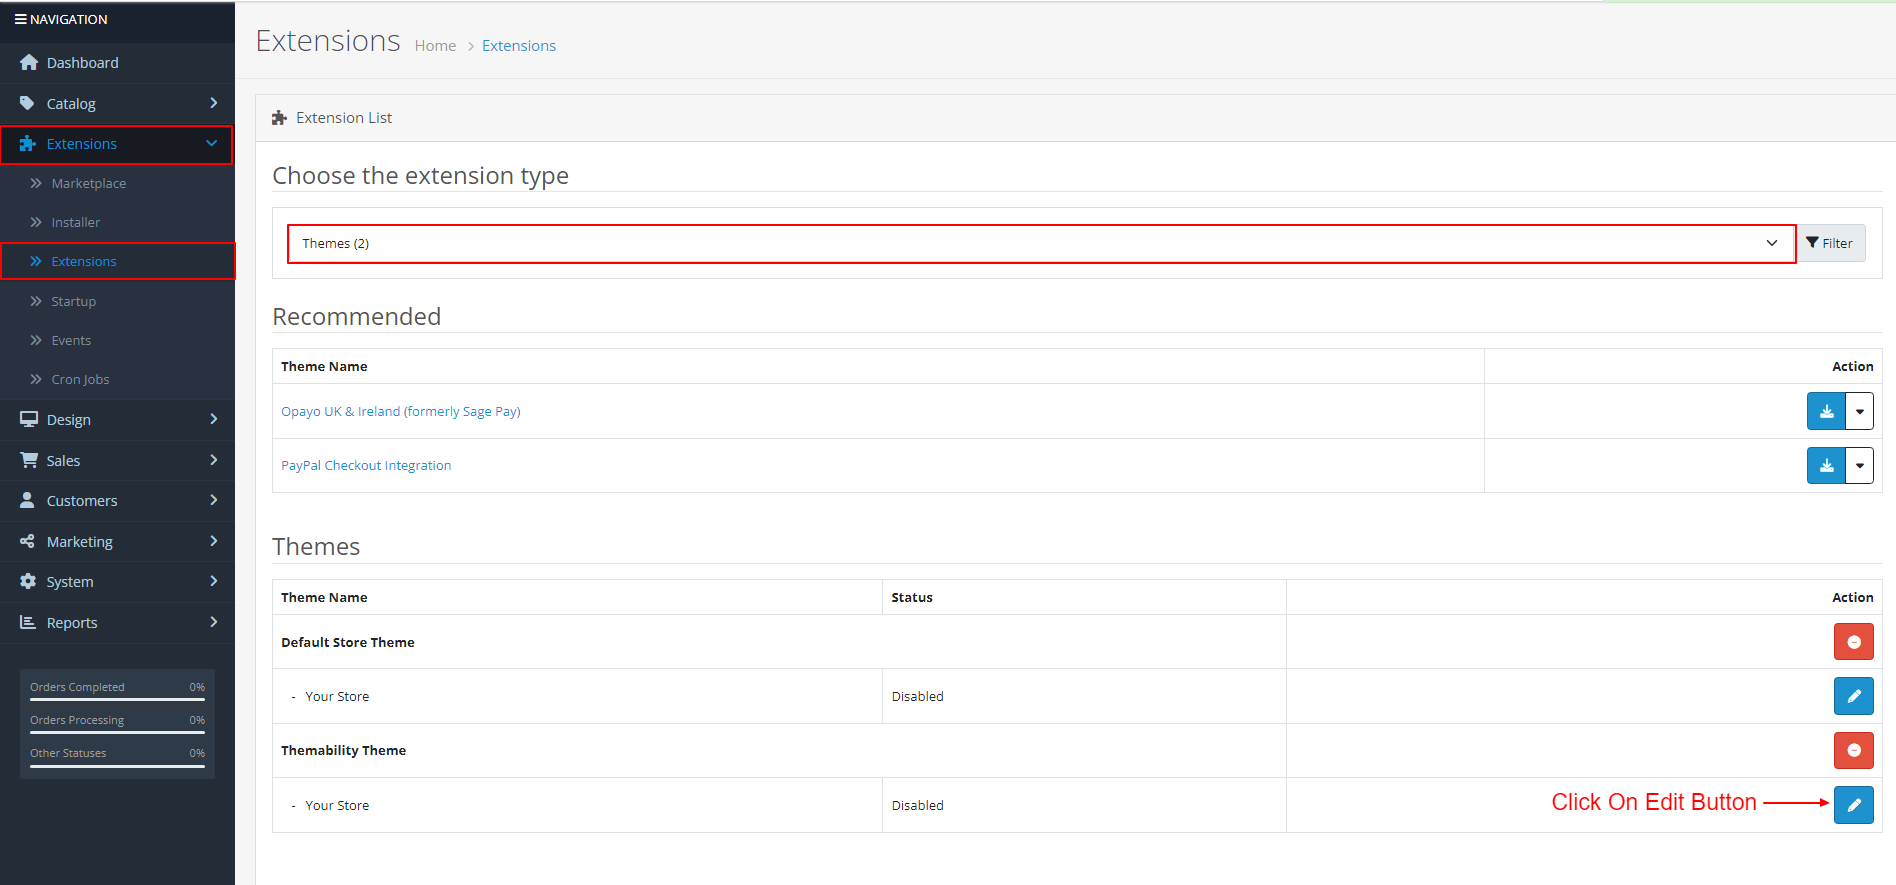 NAVIGATION
Dashboard
Catalog
Extensions
Marketplace
Installer
Extensions
Startup
Events
Cron Jobs
Design
Sales
Customers
Marketing
System
Reports
Orders Completed 0%
Orders Processing 0%
Other Statuses 0%
Extensions Home > Extensions
Extension List
Choose the extension type
Themes (2) Filter
Recommended
Theme Name Action
Opayo UK & Ireland (formerly Sage Pay)
PayPal Checkout Integration
Themes
Theme Name Status Action
Default Store Theme
- Your Store Disabled
Themability Theme
- Your Store Disabled Click On Edit Button